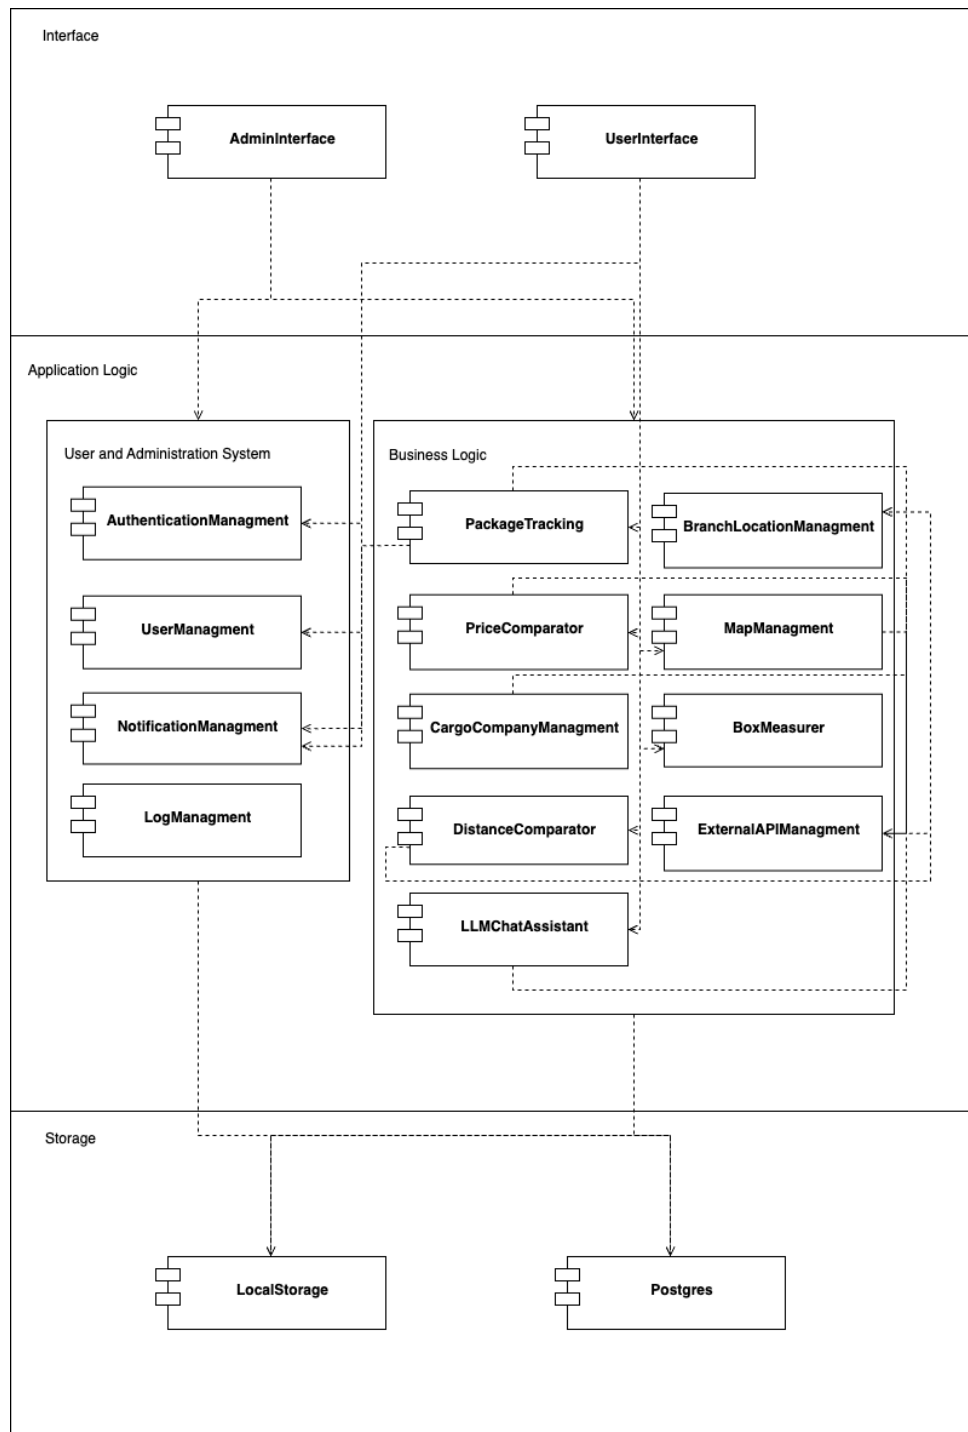 Interface
AdminInterface
UserInterface
Application Logic
User and Administration System
AuthenticationManagment
UserManagment
NotificationManagment
LogManagment
Business Logic
PackageTracking
BranchLocationManagment
PriceComparator
MapManagment
CargoCompanyManagment
BoxMeasurer
DistanceComparator
ExternalAPIManagment
LLMChatAssistant
Storage
LocalStorage
Postgres